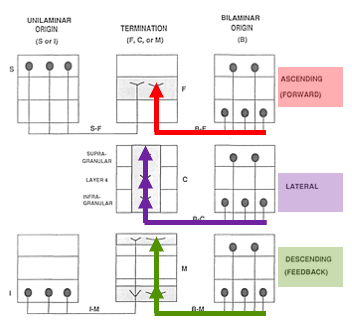 UNILAMINAR
ORIGIN
(S or I)
TERMINATION
(F, C, or M)
BILAMINAR
ORIGIN
(B)
S
F
S-F
B-F
ASCENDING
(FORWARD)
SUPRA-
GRANULAR
LAYER 4
INFRA-
GRANULAR
C
B-C
LATERAL
I
M
I-M
B-M
DESCENDING
(FEEDBACK)